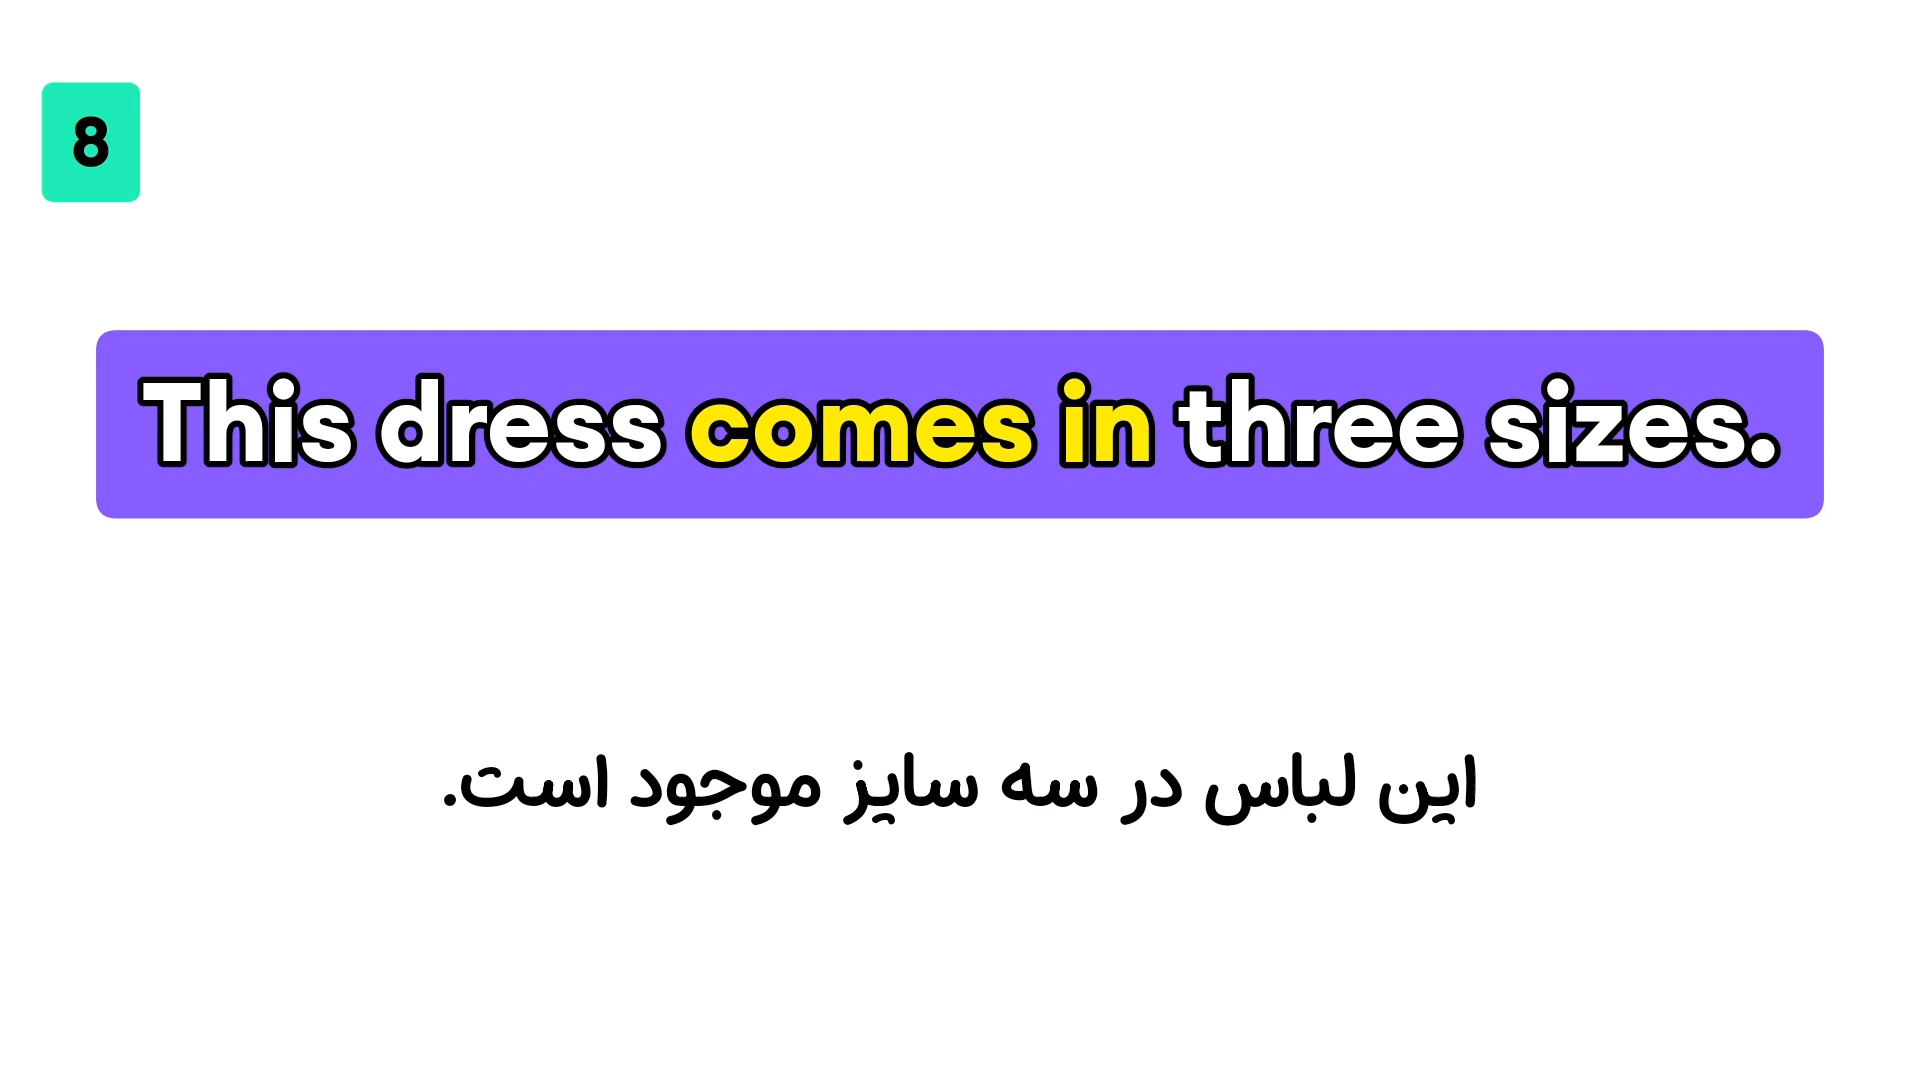 8
This dress comes in three sizes.
این لباس در سه سایز موجود است.